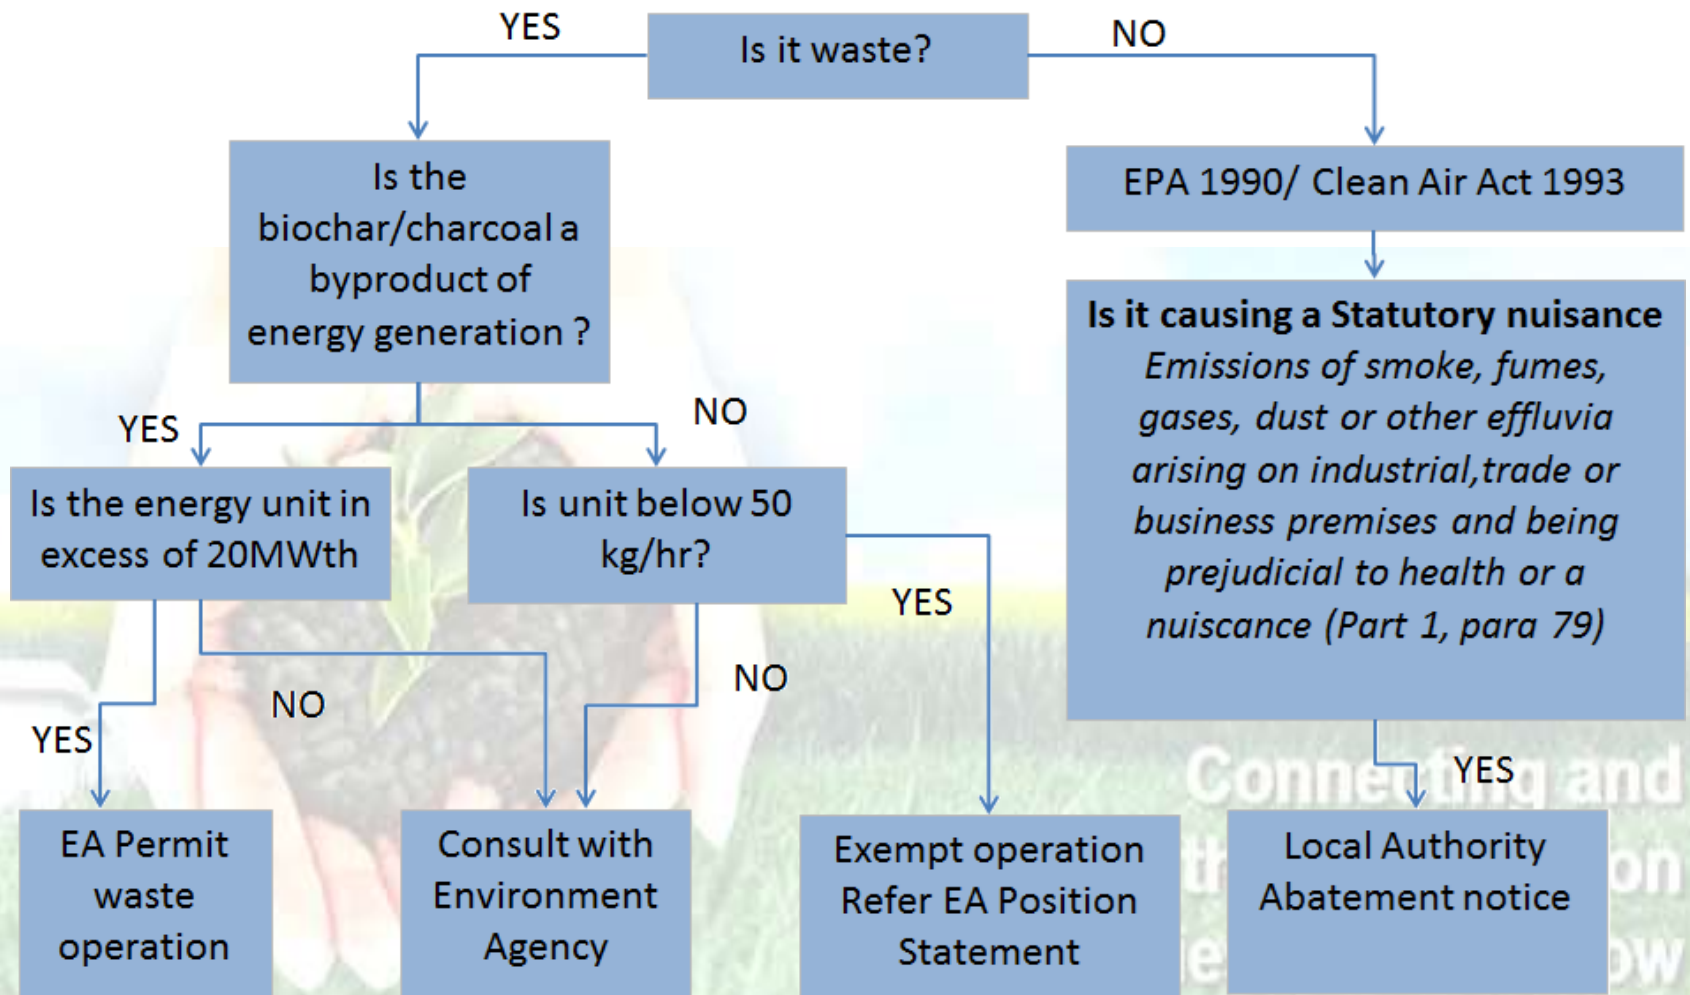 YES
Is it waste?
NO
Is the
biochar/charcoal a
byproduct of
energy generation ?
EPA 1990/ Clean Air Act 1993
Is it causing a Statutory nuisance
Emissions of smoke, fumes,
gases, dust or other effluvia
arising on industrial,trade or
business premises and being
prejudicial to health or a
nuiscance (Part 1, para 79)
YES
NO
Is the energy unit in
excess of 20MWth
Is unit below 50
kg/hr?
YES
NO
NO
YES
YES
EA Permit
waste
operation
Consult with
Environment
Agency
Exempt operation
Refer EA Position
Statement
Local Authority
Abatement notice
Connecting and